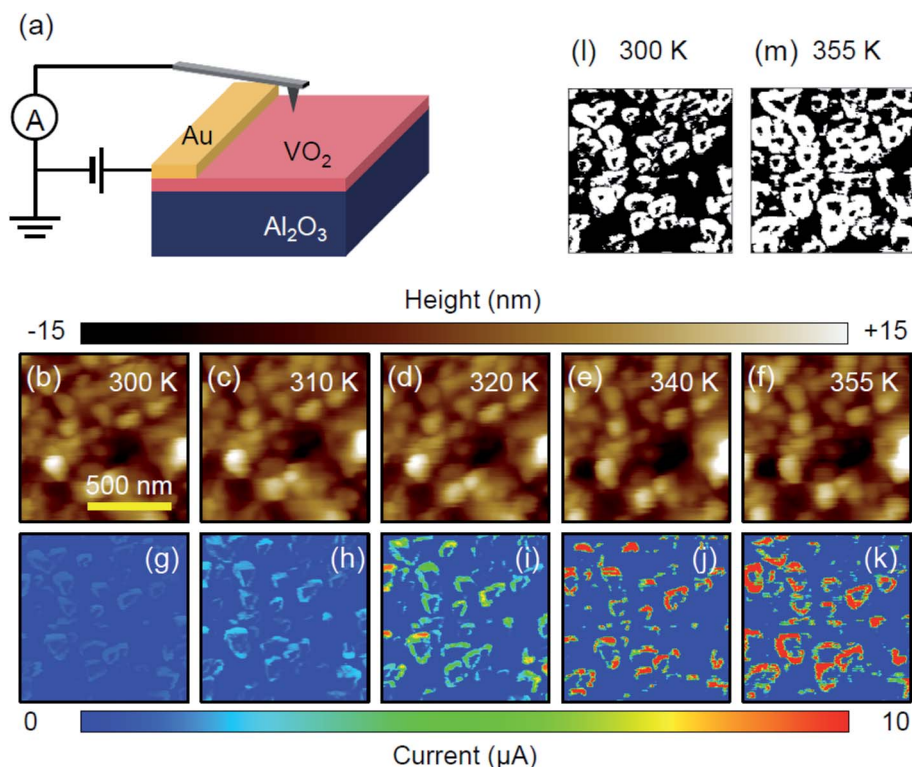 (a)
A
Au
VO2
Al2O3
(l) 300 K
(m) 355 K
Height (nm)
-15
+15
(b) 300 K
(c) 310 K
(d) 320 K
(e) 340 K
(f) 355 K
500 nm
(g)
(h)
(i)
(j)
(k)
0
10
Current (μA)